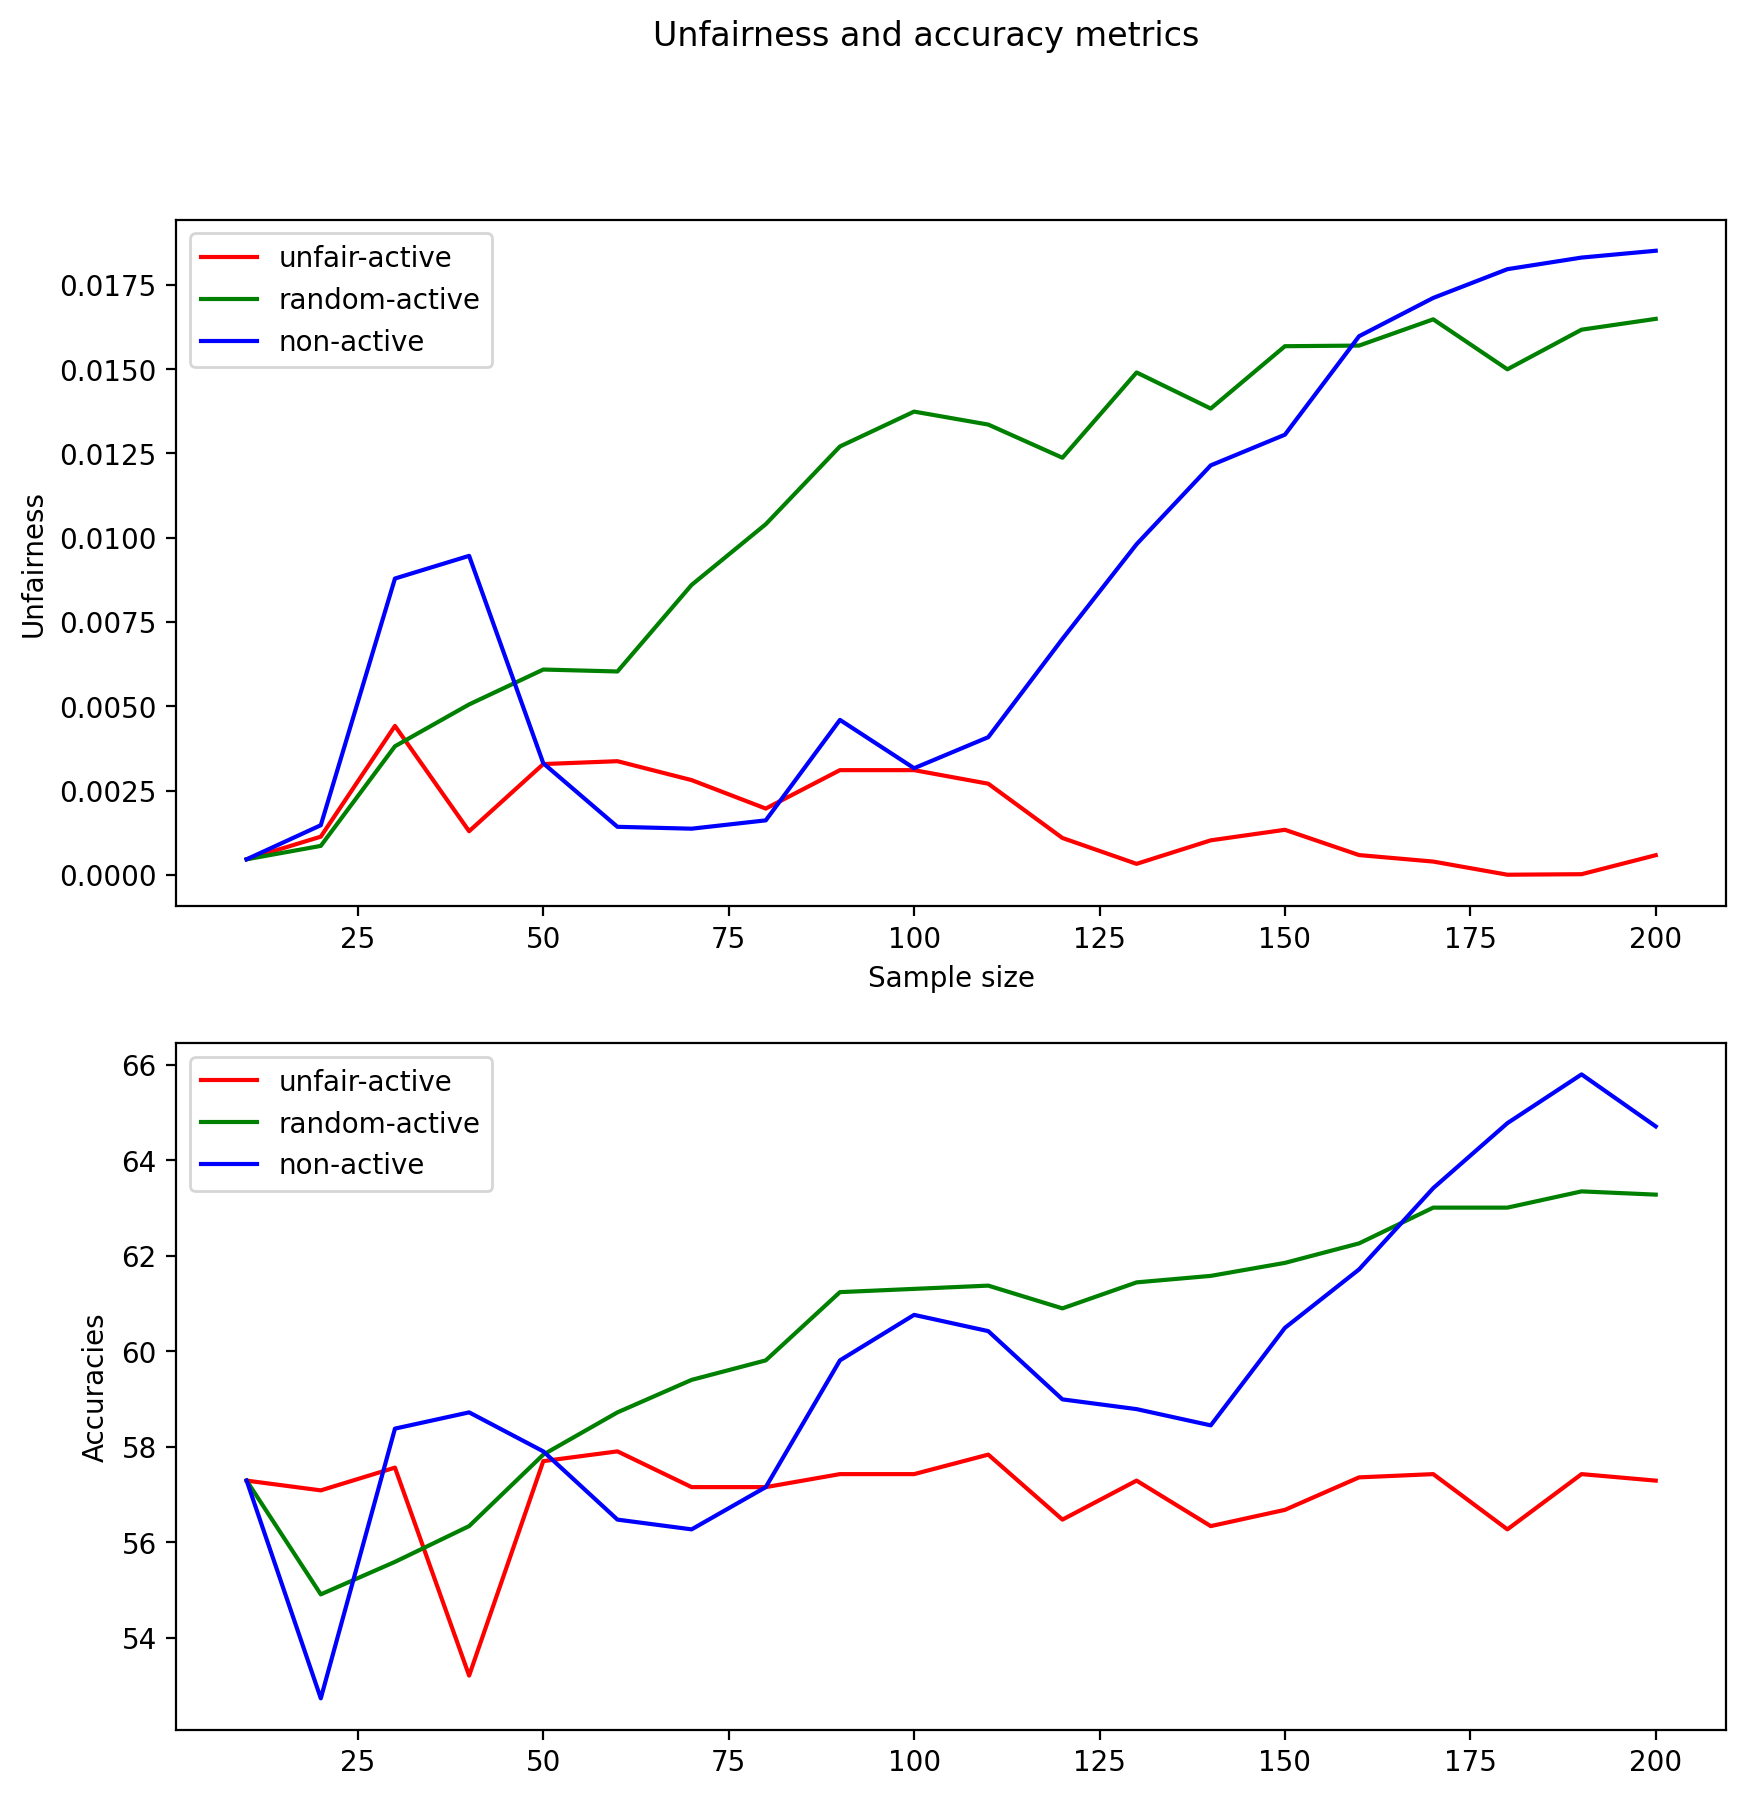 Unfairness and accuracy metrics
unfair-active
random-active
non-active
0.0175
0.0150
0.0125
0.0100
0.0075
0.0050
0.0025
0.0000
Unfairness
25 50 75 100 125 150 175 200
Sample size
unfair-active
random-active
non-active
66
64
62
60
58
56
54
Accuracies
25 50 75 100 125 150 175 200